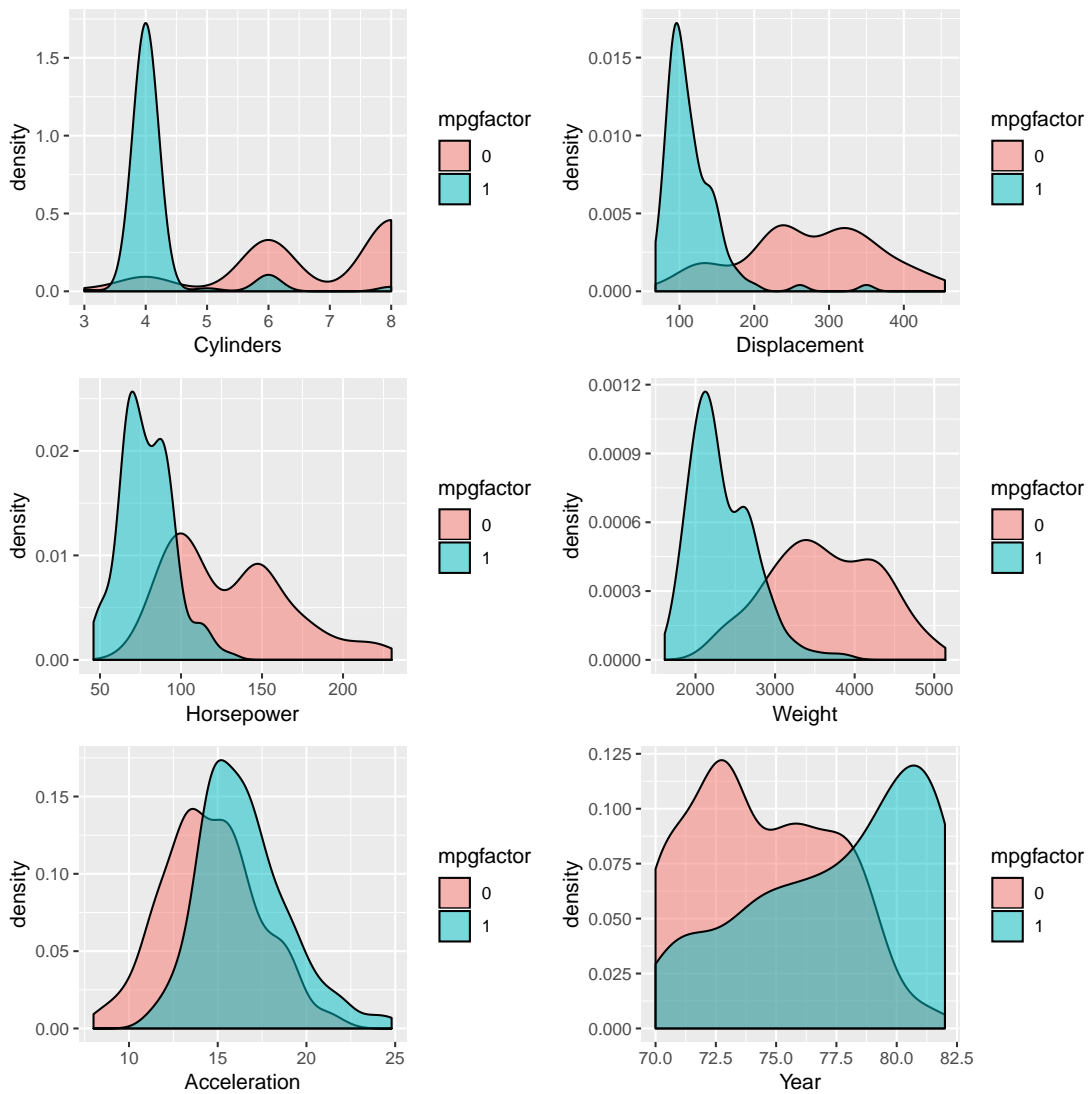 density
1.5
1.0
0.5
0.0
3 4 5 6 7 8
Cylinders
mpgfactor
0
1
density
0.015
0.010
0.005
0.000
100 200 300 400
Displacement
mpgfactor
0
1
density
0.02
0.01
0.00
50 100 150 200
Horsepower
mpgfactor
0
1
density
0.0012
0.0009
0.0006
0.0003
0.0000
2000 3000 4000 5000
Weight
mpgfactor
0
1
density
0.15
0.10
0.05
0.00
10 15 20 25
Acceleration
mpgfactor
0
1
density
0.125
0.100
0.075
0.050
0.025
0.000
70.0 72.5 75.0 77.5 80.0 82.5
Year
mpgfactor
0
1